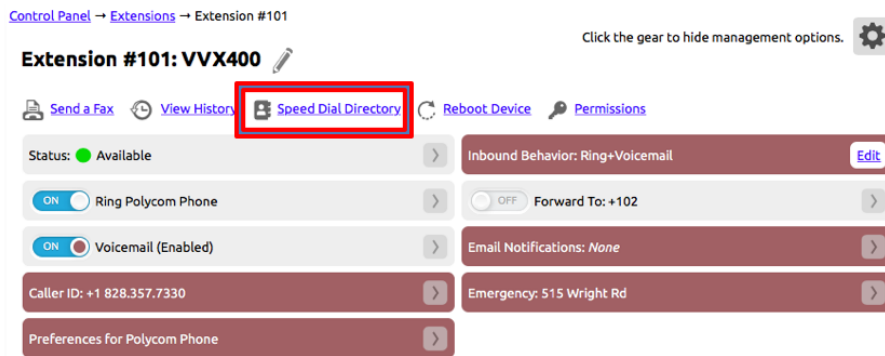 Control Panel → Extensions → Extension #101
Click the gear to hide management options.
Extension #101: VVX400
Send a Fax View History Speed Dial Directory Reboot Device Permissions
Status: Available
Inbound Behavior: Ring+Voicemail Edit
ON Ring Polycom Phone
OFF Forward To: +102
ON Voicemail (Enabled)
Email Notifications: None
Caller ID: +1 828.357.7330
Emergency: 515 Wright Rd
Preferences for Polycom Phone